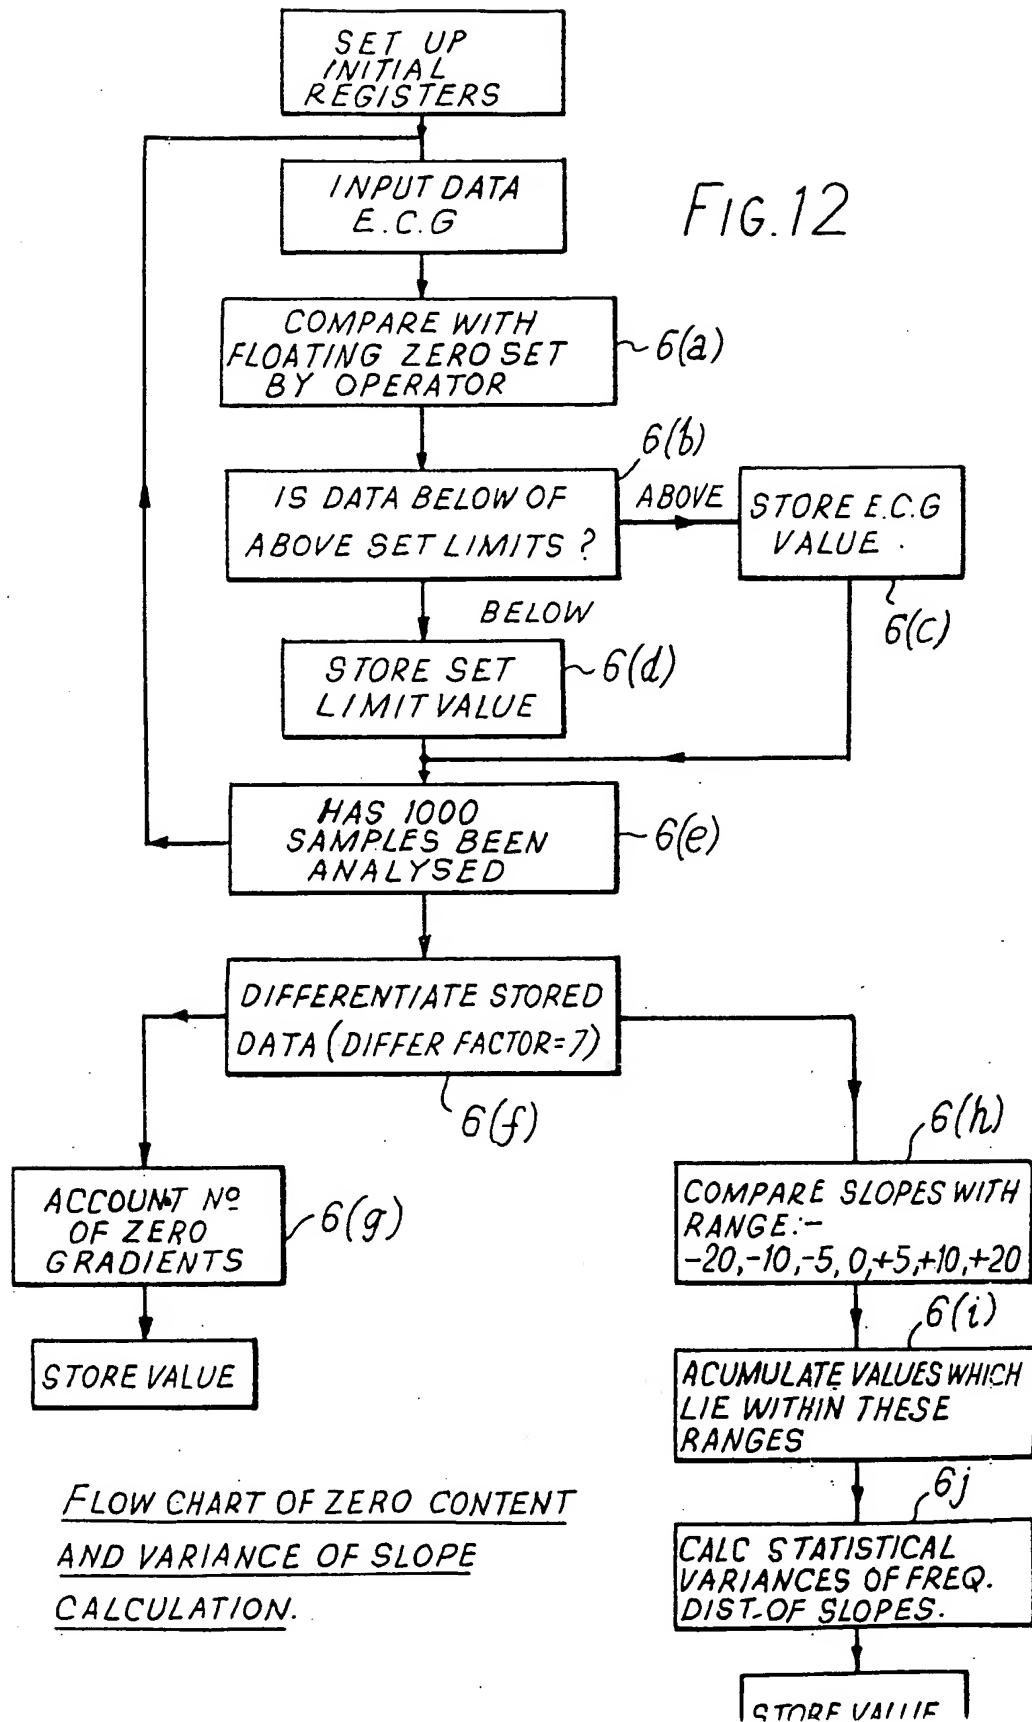 SET UP
INITIAL
REGISTERS
INPUT DATA
E.C.G
FIG.12
COMPARE WITH
FLOATING ZERO SET
BY OPERATOR
6(a)
6(b)
IS DATA BELOW OF
ABOVE SET LIMITS ?
ABOVE
STORE E.C.G
VALUE .
6(c)
BELOW
STORE SET
LIMIT VALUE
6(d)
HAS 1000
SAMPLES BEEN
ANALYSED
6(e)
DIFFERENTIATE STORED
DATA (DIFFER FACTOR=7)
6(f)
ACCOUNT Nº
OF ZERO
GRADIENTS
6(g)
STORE VALUE
6(h)
COMPARE SLOPES WITH
RANGE:-
-20,-10,-5, 0,+5,+10,+20
6(i)
ACUMULATE VALUES WHICH
LIE WITHIN THESE
RANGES
6j
CALC STATISTICAL
VARIANCES OF FREQ.
DIST-OF SLOPES.
STORE VALUE
FLOW CHART OF ZERO CONTENT
AND VARIANCE OF SLOPE
CALCULATION.